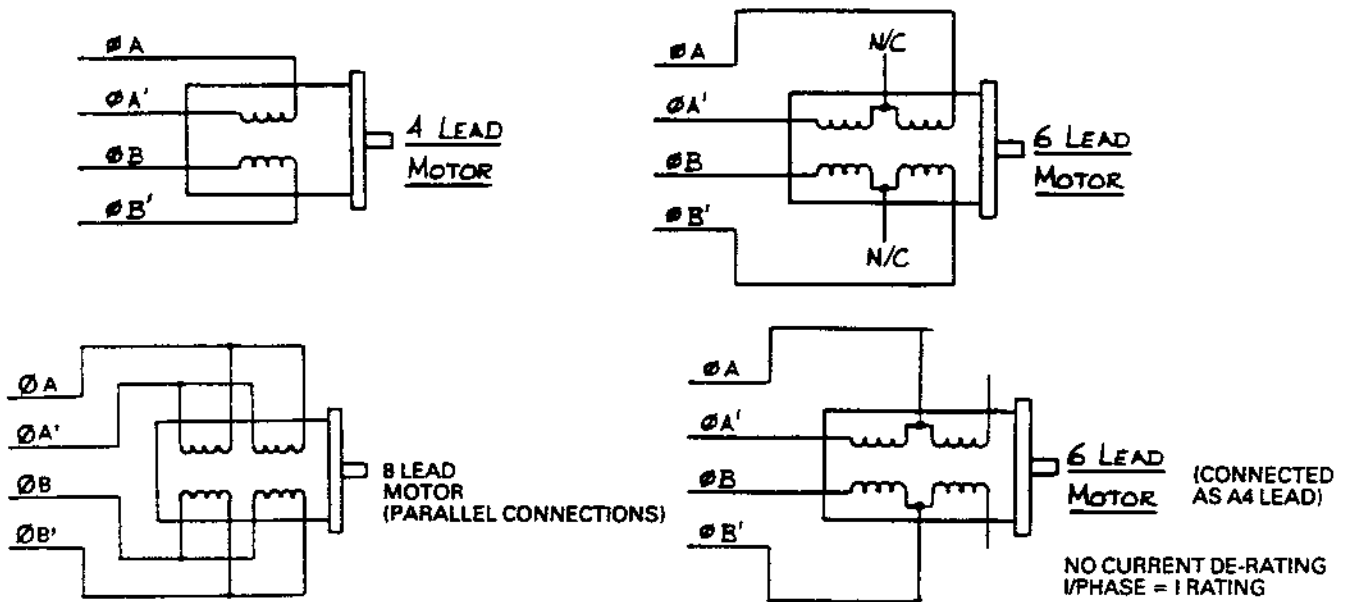 ØA
ØA'
ØB
ØB'
4 LEAD
MOTOR
ØA
ØA'
ØB
ØB'
N/C
N/C
6 LEAD
MOTOR
ØA
ØA'
ØB
ØB'
8 LEAD
MOTOR
(PARALLEL CONNECTIONS)
ØA
ØA'
ØB
ØB'
6 LEAD
MOTOR
(CONNECTED
AS A4 LEAD)
NO CURRENT DE-RATING
I/PHASE = I RATING